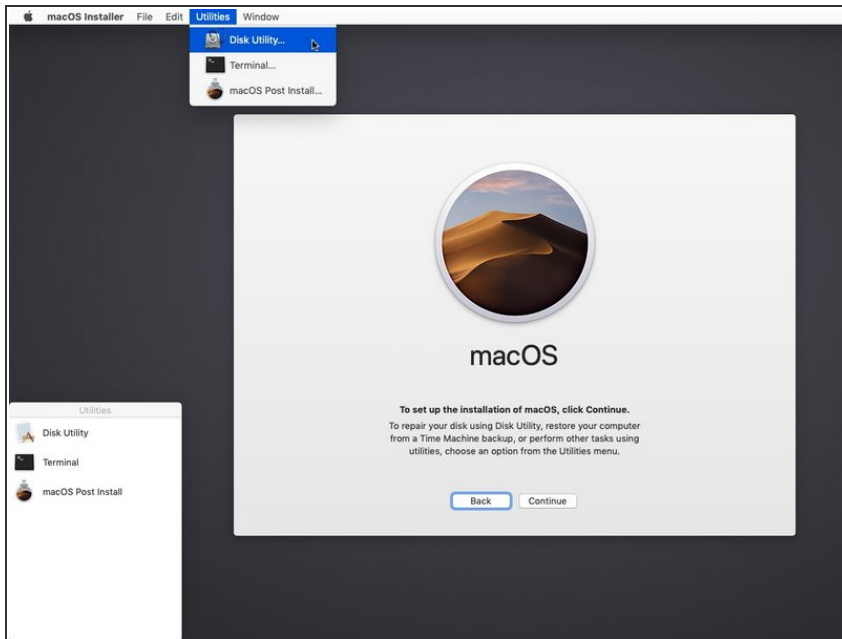 macOS Installer File Edit Utilities Window
Disk Utility...
Terminal...
macOS Post Install...
macOS
To set up the installation of macOS, click Continue.
To repair your disk using Disk Utility, restore your computer
from a Time Machine backup, or perform other tasks using
utilities, choose an option from the Utilities menu.
Back Continue
Utilities
Disk Utility
Terminal
macOS Post Install